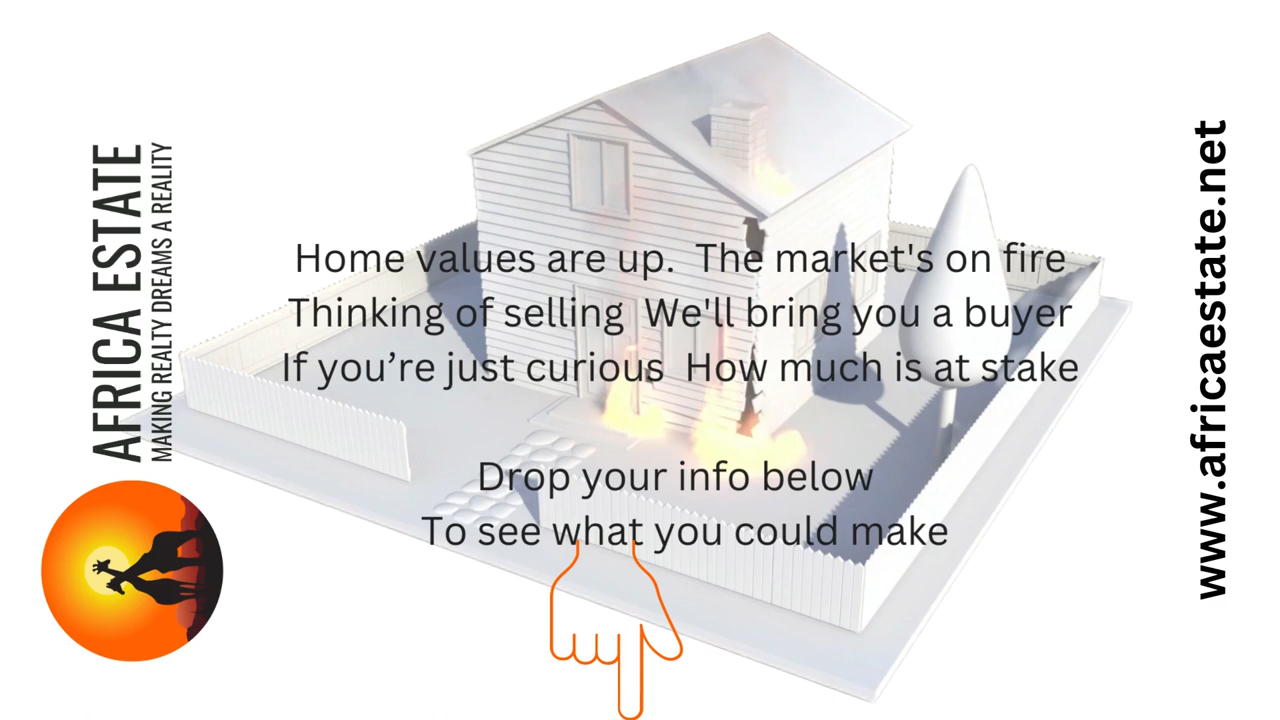 AFRICA ESTATE
MAKING REALTY DREAMS A REALITY
Home values are up.  The market's on fire
Thinking of selling  We'll bring you a buyer
If you’re just curious  How much is at stake
Drop your info below
To see what you could make
www.africaestate.net